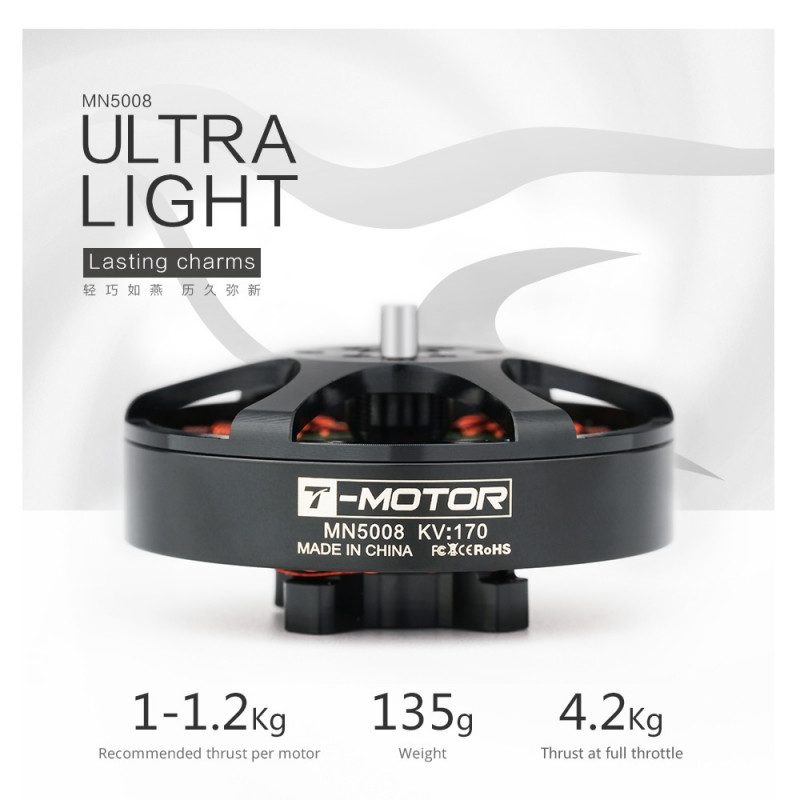 MN5008
ULTRA
LIGHT
Lasting charms
轻巧如燕 历久弥新
T-MOTOR
MN5008 KV:170
MADE IN CHINA FC CE RoHS
1-1.2Kg 135g 4.2Kg
Recommended thrust per motor Weight Thrust at full throttle